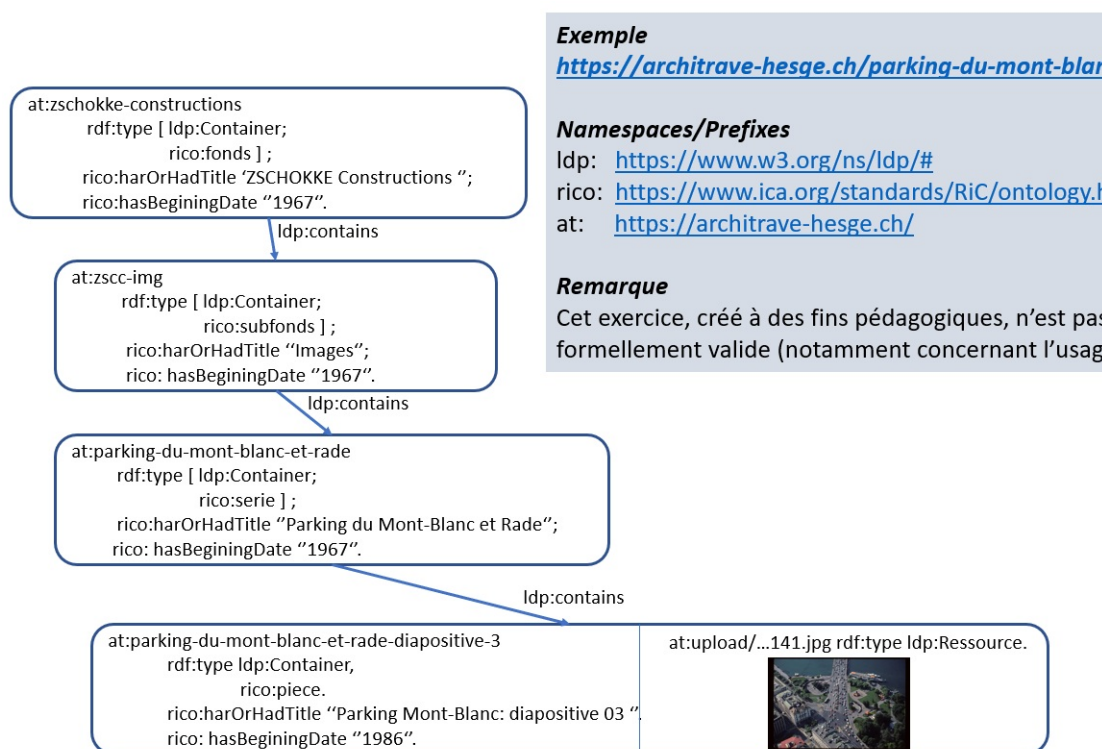 Exemple
https://architrave-hesge.ch/parking-du-mont-blan
Namespaces/Prefixes
ldp: https://www.w3.org/ns/ldp/#
rico: https://www.ica.org/standards/RiC/ontology.h
at: https://architrave-hesge.ch/
Remarque
Cet exercice, créé à des fins pédagogiques, n’est pas
formellement valide (notamment concernant l’usag
at:zschokke-constructions
rdf:type [ ldp:Container;
rico:fonds ] ;
rico:harOrHadTitle ‘ZSCHOKKE Constructions ‘’;
rico:hasBeginingDate ‘’1967‘’.
ldp:contains
at:zscc-img
rdf:type [ ldp:Container;
rico:subfonds ] ;
rico:harOrHadTitle ‘’Images‘’;
rico: hasBeginingDate ‘’1967‘’.
ldp:contains
at:parking-du-mont-blanc-et-rade
rdf:type [ ldp:Container;
rico:serie ] ;
rico:harOrHadTitle ‘’Parking du Mont-Blanc et Rade‘’;
rico: hasBeginingDate ‘’1967‘’.
ldp:contains
at:parking-du-mont-blanc-et-rade-diapositive-3
rdf:type ldp:Container,
rico:piece.
rico:harOrHadTitle ‘’Parking Mont-Blanc: diapositive 03 ‘’.
rico: hasBeginingDate ‘’1986‘’.
at:upload/...141.jpg rdf:type ldp:Ressource.